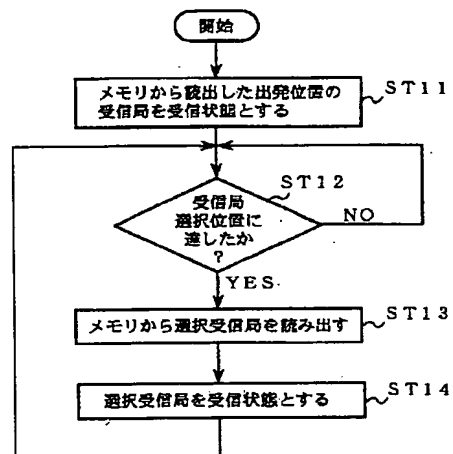 開始
メモリから読出した出発位置の
受信局を受信状態とする
ST11
ST12
受信局
選択位置に
達したか
?
NO
YES
メモリから選択受信局を読み出す
ST13
選択受信局を受信状態とする
ST14